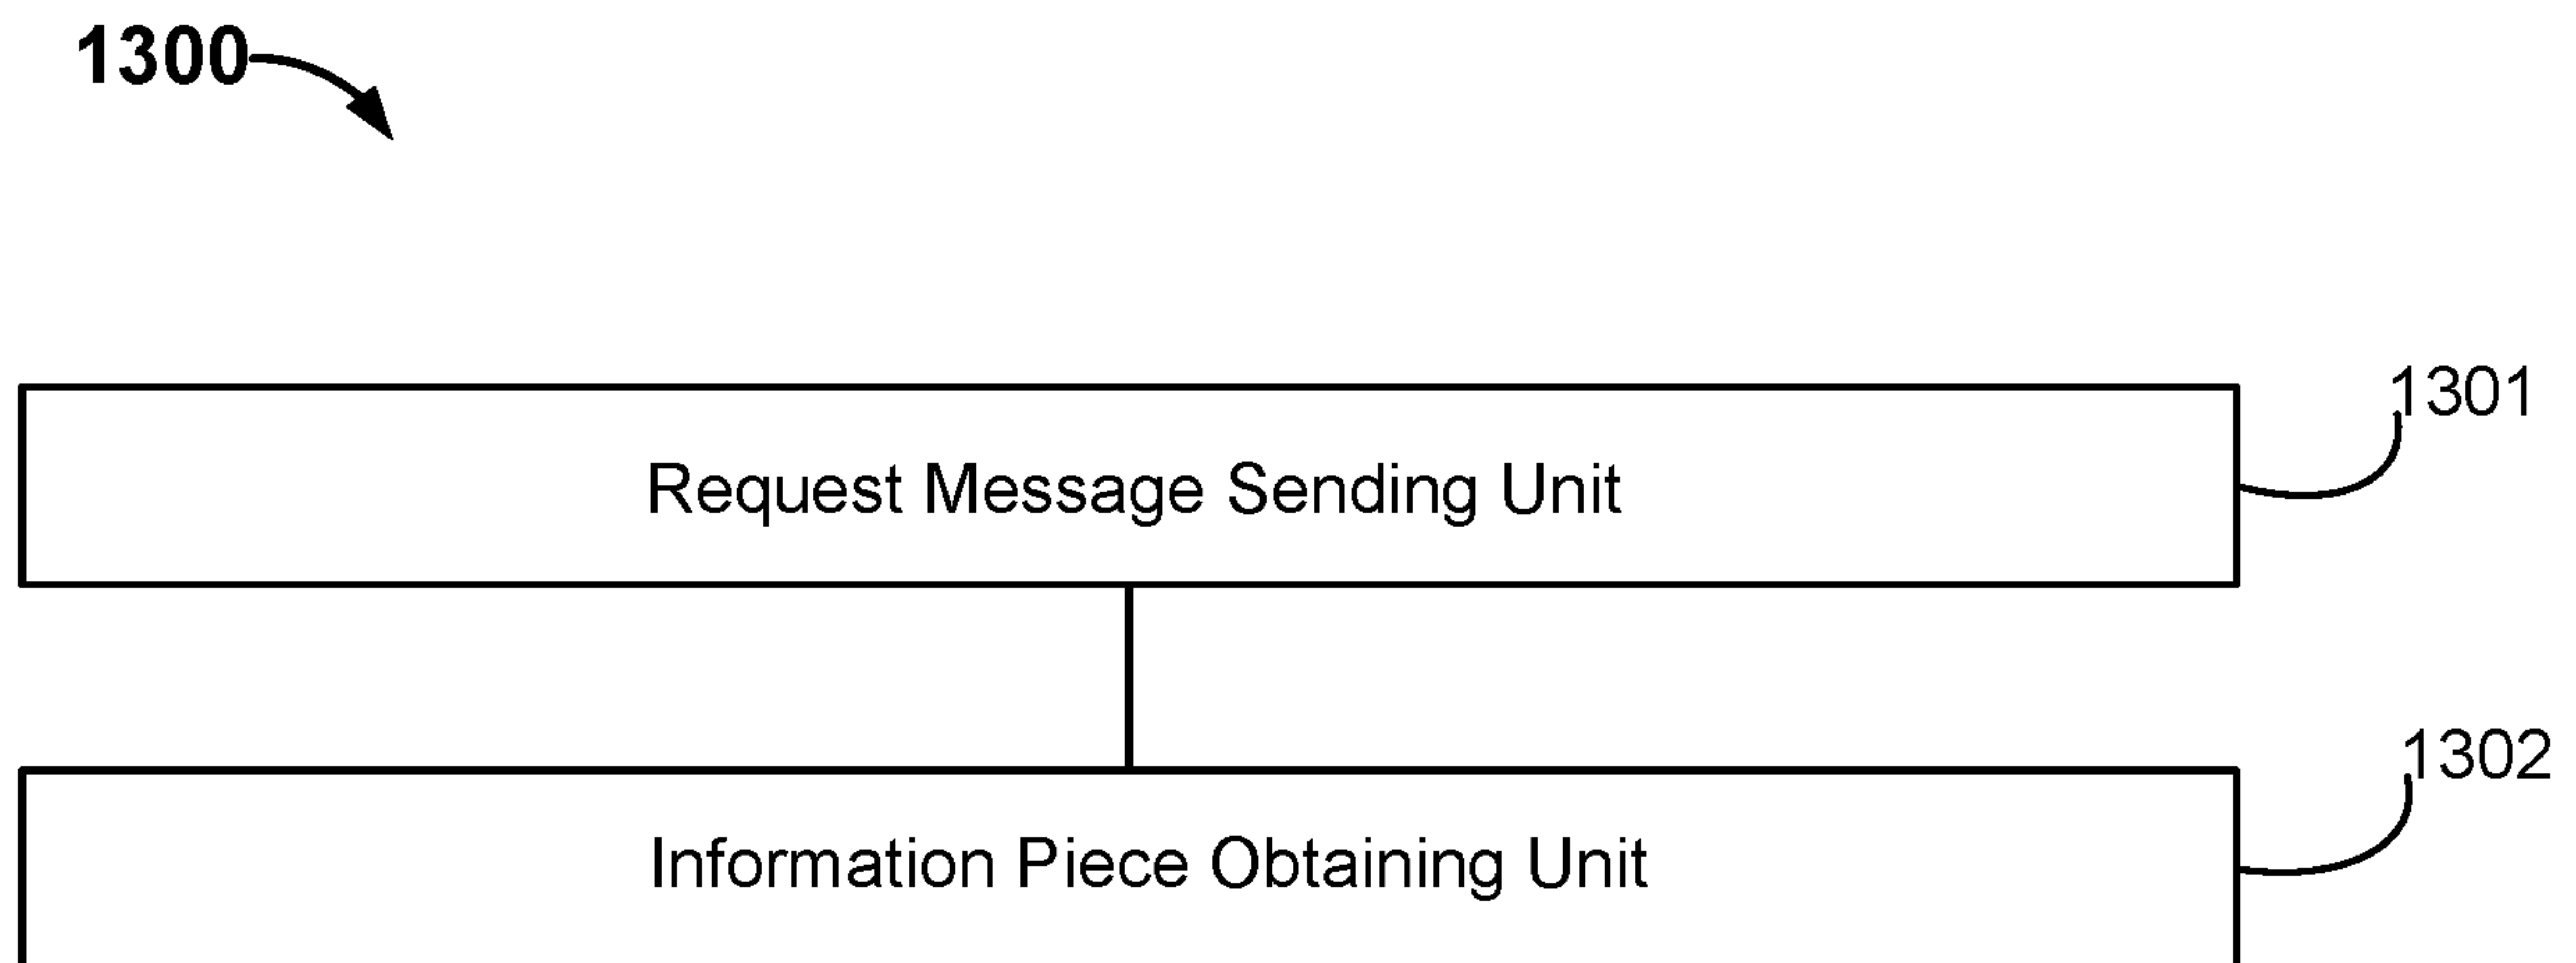 1300
1301
Request Message Sending Unit
1302
Information Piece Obtaining Unit